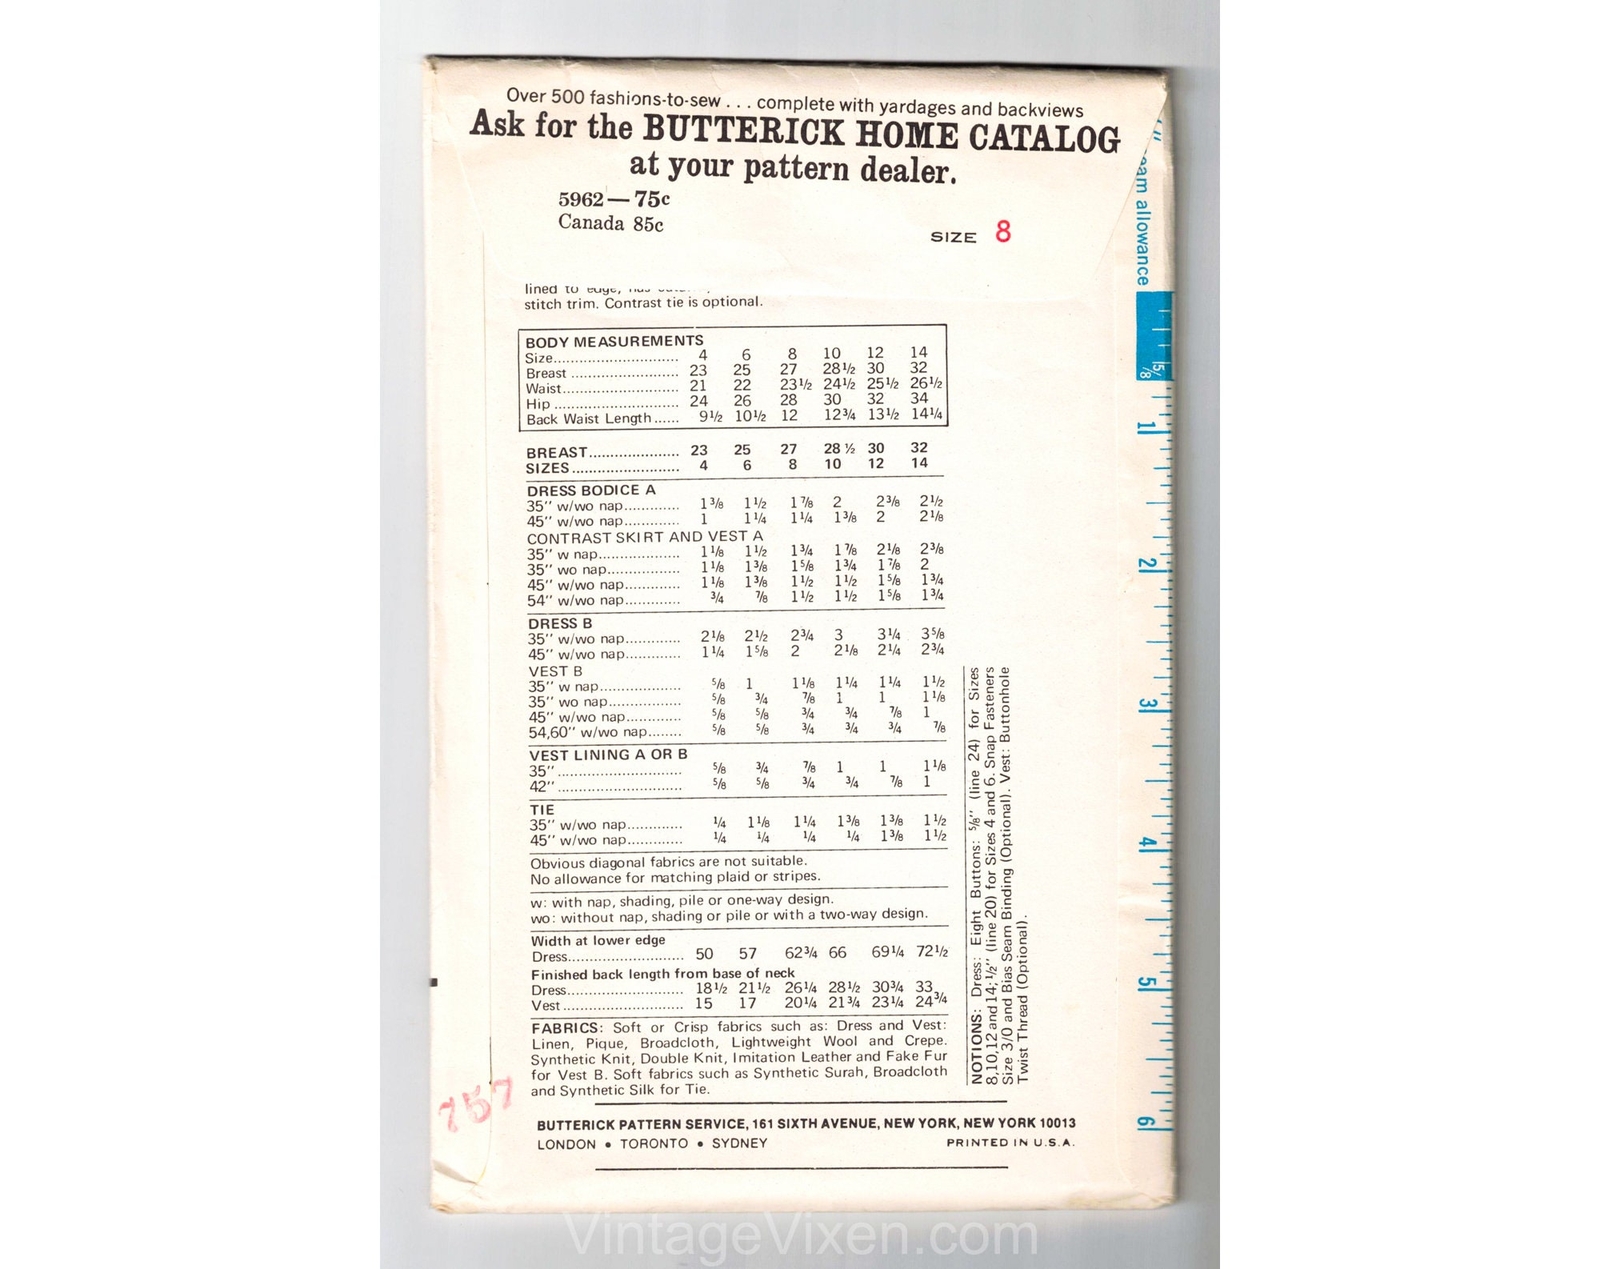 Over 500 fashions-to-sew . . . complete with yardages and backviews
Ask for the BUTTERICK HOME CATALOG
at your pattern dealer.
5962—75c
Canada 85c
SIZE 8
lined to edge,
stitch trim. Contrast tie is optional.
BODY MEASUREMENTS
Size.............................. 4 6 8 10 12 14
Breast .......................... 23 25 27 28½ 30 32
Waist............................ 21 22 23½ 24½ 25½ 26½
Hip .............................. 24 26 28 30 32 34
Back Waist Length...... 9½ 10½ 12 12¾ 13½ 14¼
BREAST...................... 23 25 27 28 ½ 30 32
SIZES.......................... 4 6 8 10 12 14
DRESS BODICE A
35" w/wo nap............. 1⅜ 1½ 1⅞ 2 2⅜ 2½
45" w/wo nap............. 1 1¼ 1¼ 1⅜ 2 2⅛
CONTRAST SKIRT AND VEST A
35" w nap.................... 1⅛ 1½ 1¾ 1⅞ 2⅛ 2⅜
35" wo nap.................. 1⅛ 1⅜ 1⅝ 1¾ 1⅞ 2
45" w/wo nap............. 1⅛ 1⅜ 1½ 1½ 1⅝ 1¾
54" w/wo nap............. ¾ ⅞ 1½ 1½ 1⅝ 1¾
DRESS B
35" w/wo nap............. 2⅛ 2½ 2¾ 3 3¼ 3⅝
45" w/wo nap............. 1¼ 1⅝ 2 2⅛ 2¼ 2¾
VEST B
35" w nap.................... ⅝ 1 1⅛ 1¼ 1¼ 1½
35" wo nap.................. ⅝ ¾ ⅞ 1 1 1⅛
45" w/wo nap............. ⅝ ⅝ ¾ ¾ ⅞ 1
54,60" w/wo nap........ ⅝ ⅝ ¾ ¾ ¾ ⅞
VEST LINING A OR B
35" .............................. ⅝ ¾ ⅞ 1 1 1⅛
42" .............................. ⅝ ⅝ ¾ ¾ ⅞ 1
TIE
35" w/wo nap............. ¼ 1⅛ 1¼ 1⅜ 1⅜ 1½
45" w/wo nap............. ¼ ¼ ¼ ¼ 1⅜ 1½
Obvious diagonal fabrics are not suitable.
No allowance for matching plaid or stripes.
w: with nap, shading, pile or one-way design.
wo: without nap, shading or pile or with a two-way design.
Width at lower edge
Dress............................ 50 57 62¾ 66 69¼ 72½
Finished back length from base of neck
Dress............................ 18½ 21½ 26¼ 28½ 30¾ 33
Vest ............................. 15 17 20¼ 21¾ 23¼ 24¾
FABRICS: Soft or Crisp fabrics such as: Dress and Vest:
Linen, Pique, Broadcloth, Lightweight Wool and Crepe.
Synthetic Knit, Double Knit, Imitation Leather and Fake Fur
for Vest B. Soft fabrics such as Synthetic Surah, Broadcloth
and Synthetic Silk for Tie.
NOTIONS: Dress: Eight Buttons: ⅝" (line 24) for Sizes
8,10,12 and 14; ½" (line 20) for Sizes 4 and 6. Snap Fasteners
Size 3/0 and Bias Seam Binding (Optional). Vest: Buttonhole
Twist Thread (Optional).
BUTTERICK PATTERN SERVICE, 161 SIXTH AVENUE, NEW YORK, NEW YORK 10013
LONDON • TORONTO • SYDNEY PRINTED IN U.S.A.
757
allowance
5/8
1
2
3
4
5
6
VintageVixen.com